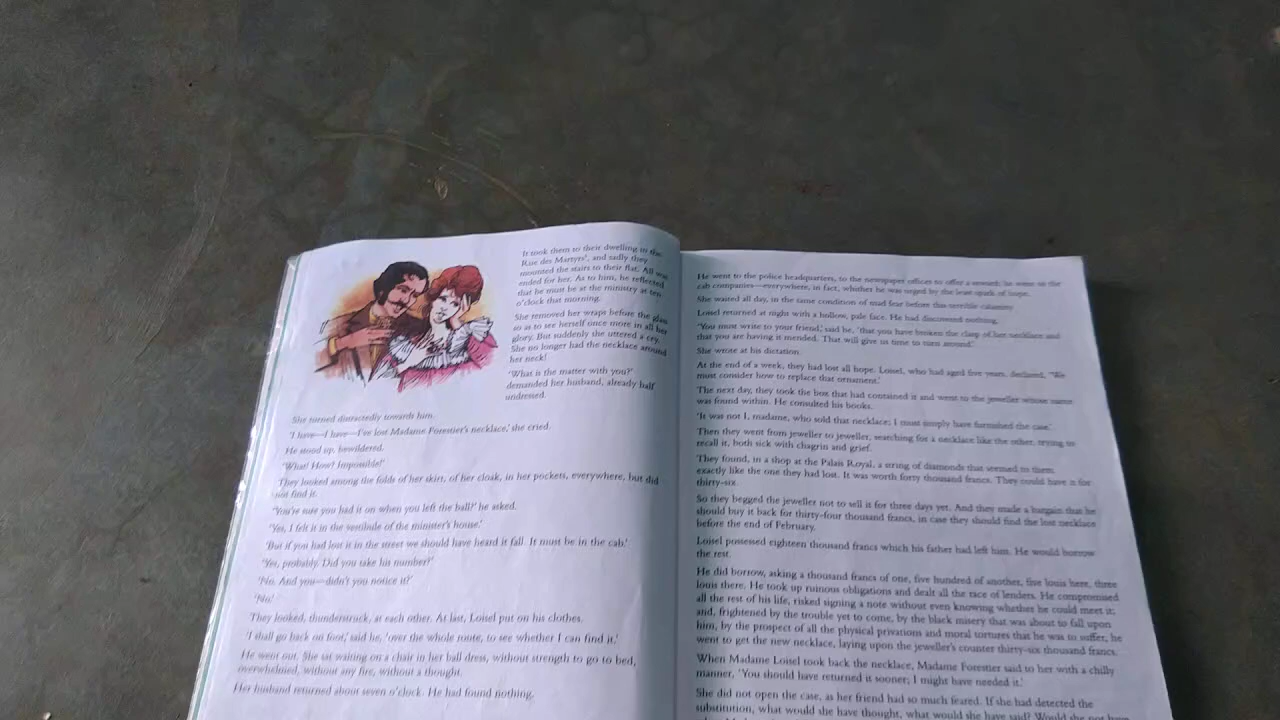 It took them to their dwelling in the
Rue des Martyrs', and sadly they
mounted the stairs to their flat. All was
ended for her. As to him, he reflected
that he must be at the ministry at ten
o'clock that morning.
She removed her wraps before the glass
so as to see herself once more in all her
glory. But suddenly she uttered a cry.
She no longer had the necklace around
her neck!
'What is the matter with you?'
demanded her husband, already half
undressed.
She turned distractedly towards him.
'I have—I have—I've lost Madame Forestier's necklace,' she cried.
He stood up, bewildered.
'What! How? Impossible!'
They looked among the folds of her skirt, of her cloak, in her pockets, everywhere, but did
not find it.
'You're sure you had it on when you left the ball?' he asked.
'Yes, I felt it in the vestibule of the minister's house.'
'But if you had lost it in the street we should have heard it fall. It must be in the cab.'
'Yes, probably. Did you take his number?'
'No. And you—didn't you notice it?'
'No!'
They looked, thunderstruck, at each other. At last, Loisel put on his clothes.
'I shall go back on foot,' said he, 'over the whole route, to see whether I can find it.'
He went out. She sat waiting on a chair in her ball dress, without strength to go to bed,
overwhelmed, without any fire, without a thought.
Her husband returned about seven o'clock. He had found nothing.
He went to the police headquarters, to the newspaper offices to offer a reward; he went to the
cab companies—everywhere, in fact, whither he was urged by the least spark of hope.
She waited all day, in the same condition of mad fear before this terrible calamity.
Loisel returned at night with a hollow, pale face. He had discovered nothing.
'You must write to your friend,' said he, 'that you have broken the clasp of her necklace and
that you are having it mended. That will give us time to turn around.'
She wrote at his dictation.
At the end of a week, they had lost all hope. Loisel, who had aged five years, declared, 'We
must consider how to replace that ornament.'
The next day, they took the box that had contained it and went to the jeweller whose name
was found within. He consulted his books.
'It was not I, madame, who sold that necklace; I must simply have furnished the case.'
Then they went from jeweller to jeweller, searching for a necklace like the other, trying to
recall it, both sick with chagrin and grief.
They found, in a shop at the Palais Royal, a string of diamonds that seemed to them
exactly like the one they had lost. It was worth forty thousand francs. They could have it for
thirty-six.
So they begged the jeweller not to sell it for three days yet. And they made a bargain that he
should buy it back for thirty-four thousand francs, in case they should find the lost necklace
before the end of February.
Loisel possessed eighteen thousand francs which his father had left him. He would borrow
the rest.
He did borrow, asking a thousand francs of one, five hundred of another, five louis here, three
louis there. He took up ruinous obligations and dealt all the race of lenders. He compromised
all the rest of his life, risked signing a note without even knowing whether he could meet it;
and, frightened by the trouble yet to come, by the black misery that was about to fall upon
him, by the prospect of all the physical privations and moral tortures that he was to suffer, he
went to get the new necklace, laying upon the jeweller's counter thirty-six thousand francs.
When Madame Loisel took back the necklace, Madame Forestier said to her with a chilly
manner, 'You should have returned it sooner; I might have needed it.'
She did not open the case, as her friend had so much feared. If she had detected the
substitution, what would she have thought, what would she have said? Would she not have